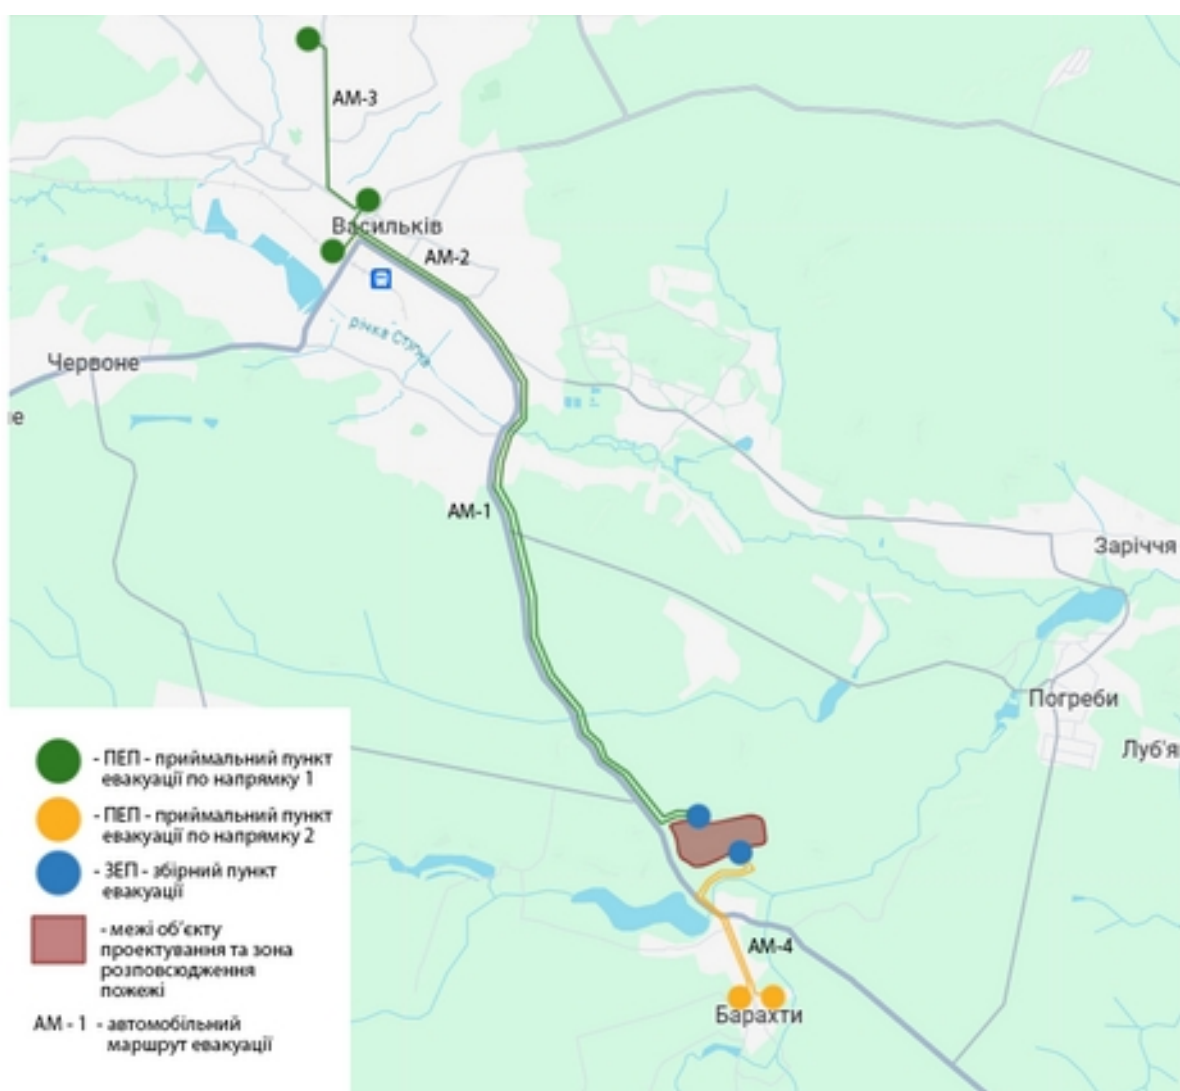 АМ-3
Васильків
АМ-2
річка Стугна
Червоне
е
АМ-1
Заріччя
Погреби
Луб'я
- ПЕП - приймальний пункт
евакуації по напрямку 1
- ПЕП - приймальний пункт
евакуації по напрямку 2
- ЗЕП - збірний пункт
евакуації
- межі об'єкту
проектування та зона
розповсюдження
пожежі
АМ - 1 - автомобільний
маршрут евакуації
АМ-4
Барахти